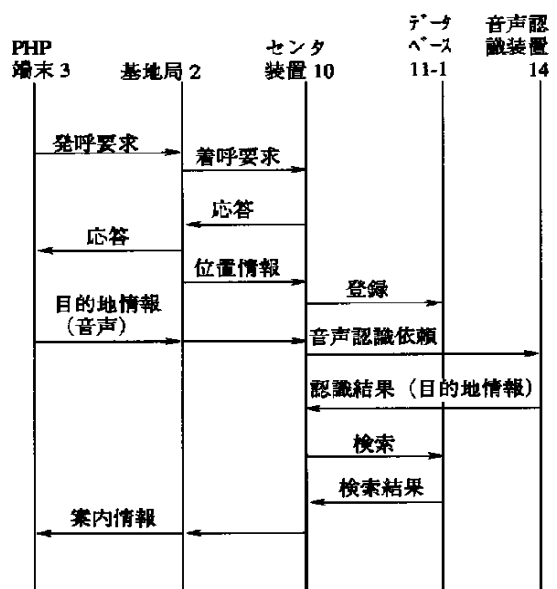 PHP
端末 3
基地局 2
センタ
装置 10
データ
ベース
11-1
音声認
識装置
14
発呼要求
着呼要求
応答
応答
位置情報
登録
目的地情報
(音声)
音声認識依頼
認識結果 (目的地情報)
検索
検索結果
案内情報